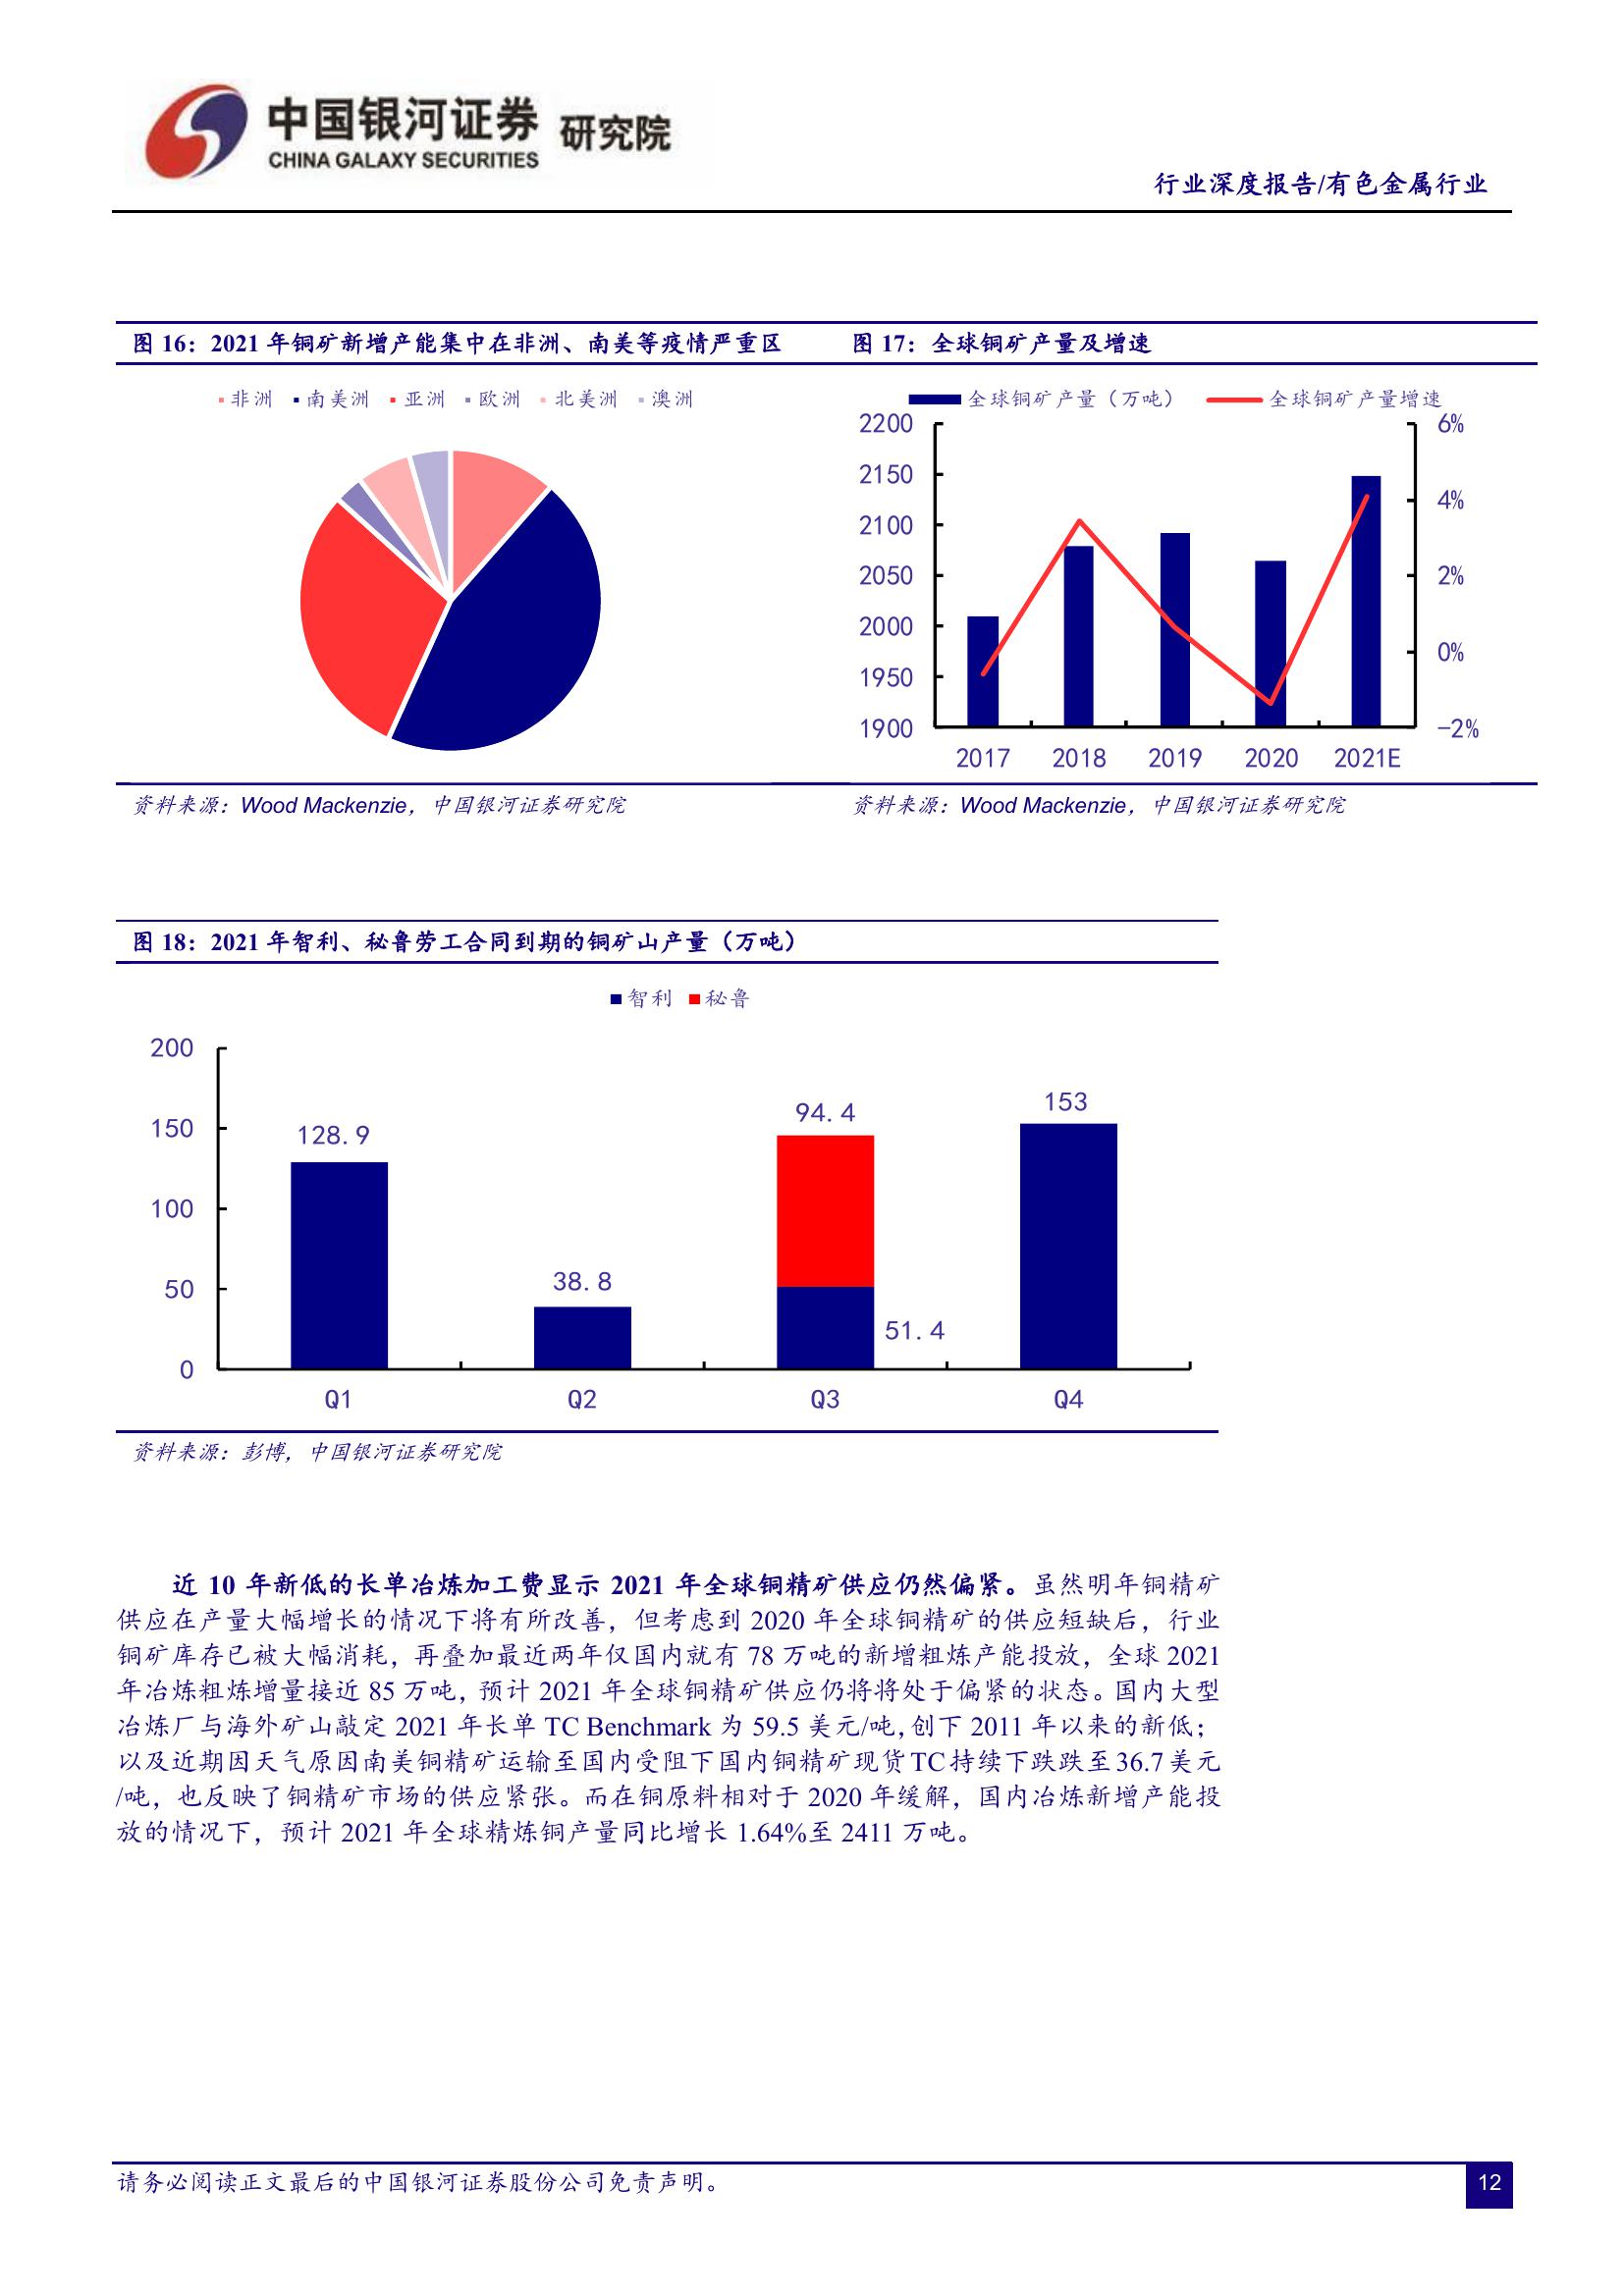 中国银河证券 研究院
CHINA GALAXY SECURITIES
行业深度报告/有色金属行业
图 16：2021 年铜矿新增产能集中在非洲、南美等疫情严重区
非洲 南美洲 亚洲 欧洲 北美洲 澳洲
资料来源：Wood Mackenzie，中国银河证券研究院
图 17：全球铜矿产量及增速
全球铜矿产量（万吨） 全球铜矿产量增速
2200 6%
2150
2100 4%
2050 2%
2000
1950 0%
1900 -2%
2017 2018 2019 2020 2021E
资料来源：Wood Mackenzie，中国银河证券研究院
图 18：2021 年智利、秘鲁劳工合同到期的铜矿山产量（万吨）
智利 秘鲁
200
150
100
50
0
128.9
38.8
94.4
51.4
153
Q1 Q2 Q3 Q4
资料来源：彭博，中国银河证券研究院
近 10 年新低的长单冶炼加工费显示 2021 年全球铜精矿供应仍然偏紧。虽然明年铜精矿
供应在产量大幅增长的情况下将有所改善，但考虑到 2020 年全球铜精矿的供应短缺后，行业
铜矿库存已被大幅消耗，再叠加最近两年仅国内就有 78 万吨的新增粗炼产能投放，全球 2021
年冶炼粗炼增量接近 85 万吨，预计 2021 年全球铜精矿供应仍将将处于偏紧的状态。国内大型
冶炼厂与海外矿山敲定 2021 年长单 TC Benchmark 为 59.5 美元/吨，创下 2011 年以来的新低；
以及近期因天气原因南美铜精矿运输至国内受阻下国内铜精矿现货 TC 持续下跌跌至 36.7 美元
/吨，也反映了铜精矿市场的供应紧张。而在铜原料相对于 2020 年缓解，国内冶炼新增产能投
放的情况下，预计 2021 年全球精炼铜产量同比增长 1.64%至 2411 万吨。
请务必阅读正文最后的中国银河证券股份公司免责声明。
12